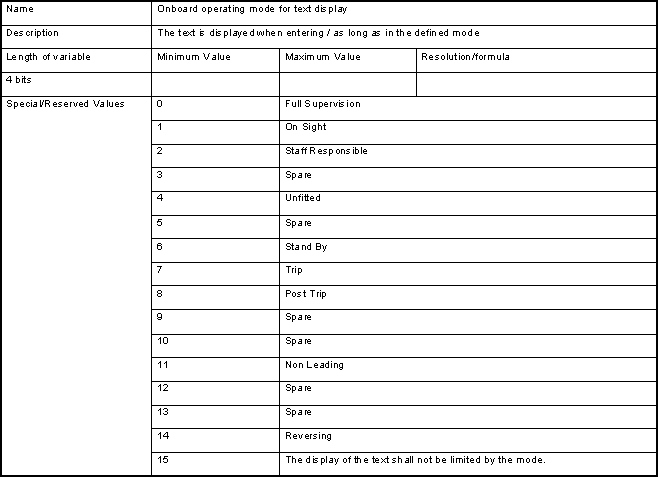 Name Onboard operating mode for text display
Description The text is displayed when entering / as long as in the defined mode
Length of variable Minimum Value Maximum Value Resolution/formula
4 bits
Special/Reserved Values 0 Full Supervision
1 On Sight
2 Staff Responsible
3 Spare
4 Unfitted
5 Spare
6 Stand By
7 Trip
8 Post Trip
9 Spare
10 Spare
11 Non Leading
12 Spare
13 Spare
14 Reversing
15 The display of the text shall not be limited by the mode.